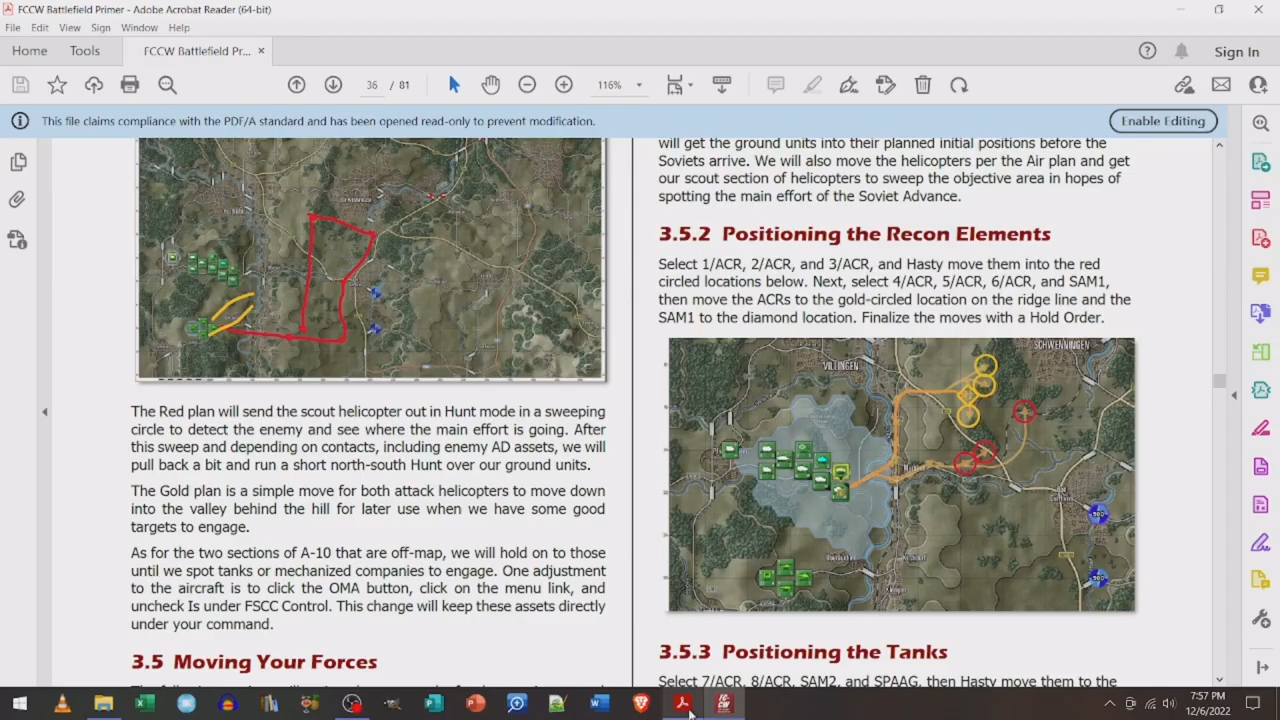 FCCW Battlefield Primer - Adobe Acrobat Reader (64-bit)
File Edit View Sign Window Help
Home Tools FCCW Battlefield Pr... × Sign In
36 / 81 116%
This file claims compliance with the PDF/A standard and has been opened read-only to prevent modification. Enable Editing
The Red plan will send the scout helicopter out in Hunt mode in a sweeping
circle to detect the enemy and see where the main effort is going. After
this sweep and depending on contacts, including enemy AD assets, we will
pull back a bit and run a short north-south Hunt over our ground units.
The Gold plan is a simple move for both attack helicopters to move down
into the valley behind the hill for later use when we have some good
targets to engage.
As for the two sections of A-10 that are off-map, we will hold on to those
until we spot tanks or mechanized companies to engage. One adjustment
to the aircraft is to click the OMA button, click on the menu link, and
uncheck Is under FSCC Control. This change will keep these assets directly
under your command.
3.5 Moving Your Forces
will get the ground units into their planned initial positions before the
Soviets arrive. We will also move the helicopters per the Air plan and get
our scout section of helicopters to sweep the objective area in hopes of
spotting the main effort of the Soviet Advance.
3.5.2 Positioning the Recon Elements
Select 1/ACR, 2/ACR, and 3/ACR, and Hasty move them into the red
circled locations below. Next, select 4/ACR, 5/ACR, 6/ACR, and SAM1,
then move the ACRs to the gold-circled location on the ridge line and the
SAM1 to the diamond location. Finalize the moves with a Hold Order.
VILLINGEN
SCHWENNINGEN
500
500
3.5.3 Positioning the Tanks
Select 7/ACR, 8/ACR, SAM2, and SPAAG, then Hasty move them to the
7:57 PM
12/6/2022